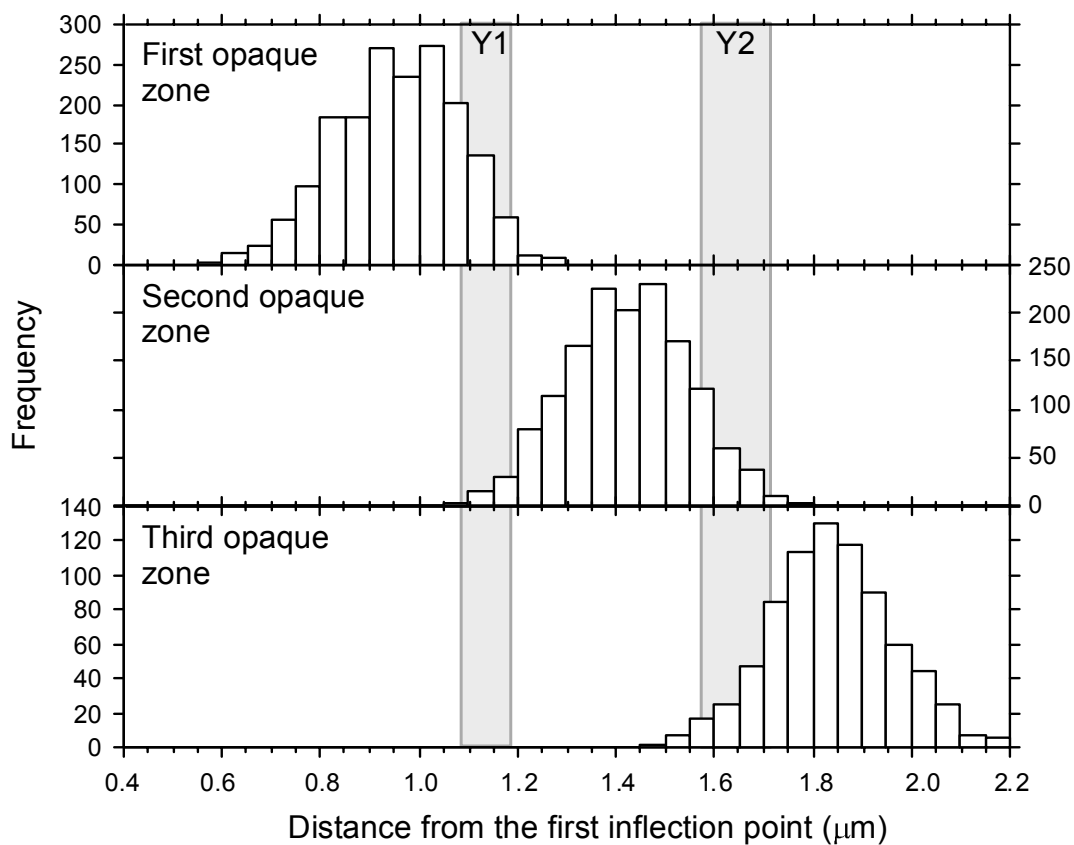 300
250
200
150
100
50
0
First opaque
zone
Y1
Y2
Second opaque
zone
250
200
150
100
50
0
Frequency
140
120
100
80
60
40
20
0
Third opaque
zone
0.4 0.6 0.8 1.0 1.2 1.4 1.6 1.8 2.0 2.2
Distance from the first inflection point (μm)